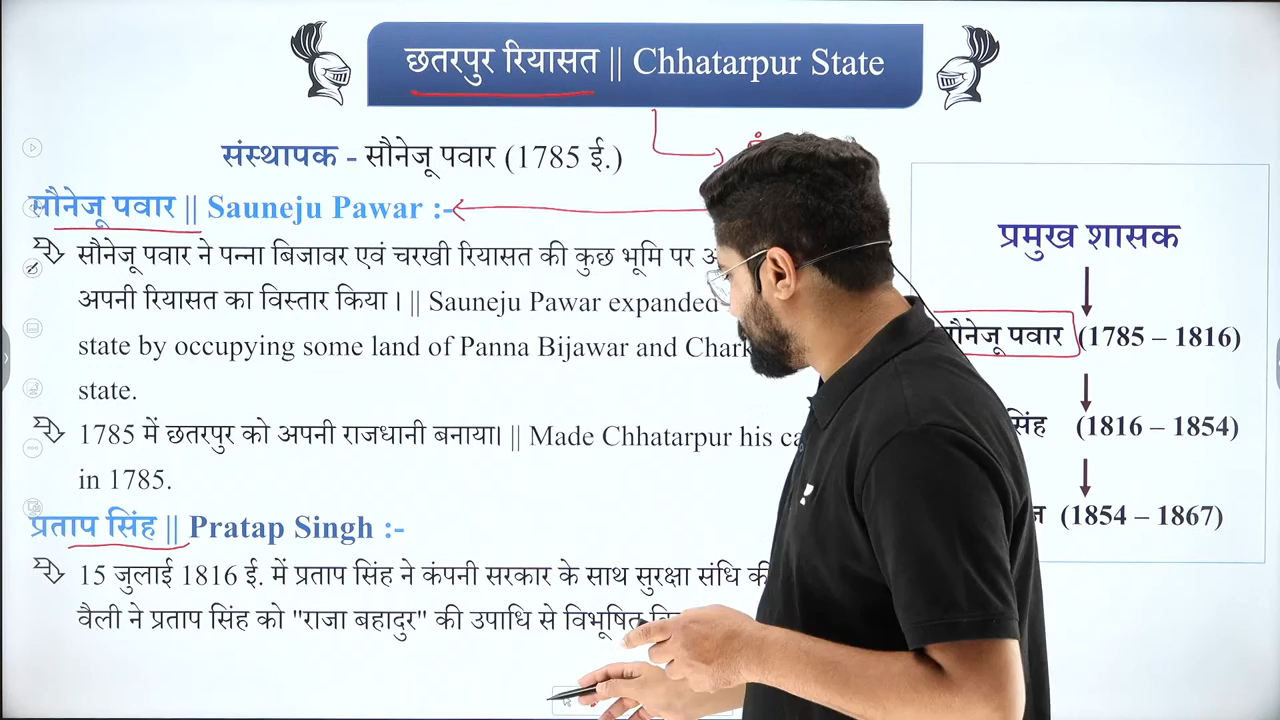 छतरपुर रियासत || Chhatarpur State
संस्थापक - सौनेजू पवार (1785 ई.)
सौनेजू पवार || Sauneju Pawar :-
सौनेजू पवार ने पन्ना बिजावर एवं चरखी रियासत की कुछ भूमि पर
अपनी रियासत का विस्तार किया। || Sauneju Pawar expanded
state by occupying some land of Panna Bijawar and
state.
1785 में छतरपुर को अपनी राजधानी बनाया। || Made Chhatarpur his
in 1785.
प्रताप सिंह || Pratap Singh :-
15 जुलाई 1816 ई. में प्रताप सिंह ने कंपनी सरकार के साथ सुरक्षा संधि की
वैली ने प्रताप सिंह को "राजा बहादुर" की उपाधि से विभूषित
प्रमुख शासक
सौनेजू पवार (1785 – 1816)
सिंह (1816 – 1854)
(1854 – 1867)